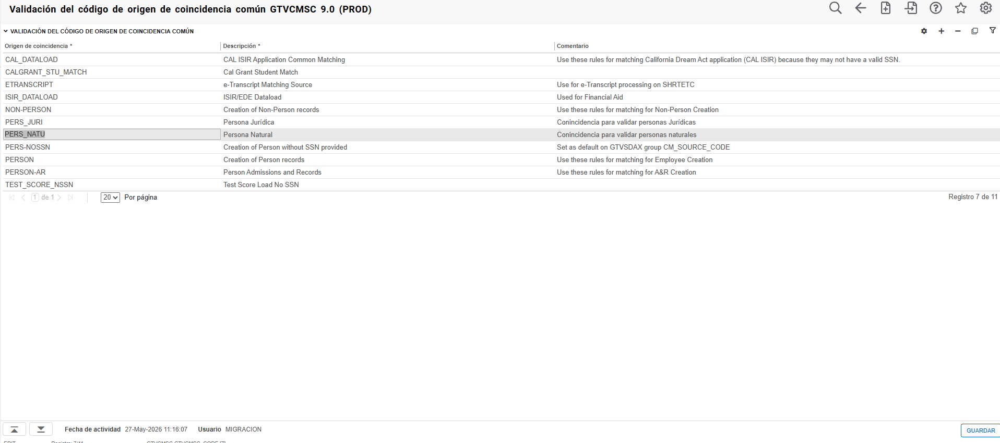 Validación del código de origen de coincidencia común GTVCMSC 9.0 (PROD)
VALIDACIÓN DEL CÓDIGO DE ORIGEN DE COINCIDENCIA COMÚN
Origen de coincidencia * Descripción * Comentario
CAL_DATALOAD CAL ISIR Application Common Matching Use these rules for matching California Dream Act application (CAL ISIR) because they may not have a valid SSN.
CALGRANT_STU_MATCH Cal Grant Student Match
ETRANSCRIPT e-Transcript Matching Source Use for e-Transcript processing on SHRTETC
ISIR_DATALOAD ISIR/EDE Dataload Used for Financial Aid
NON-PERSON Creation of Non-Person records Use these rules for matching for Non-Person Creation
PERS_JURI Persona Jurídica Conincidencia para validar personas Jurídicas
PERS_NATU Persona Natural Conincidencia para validar personas naturales
PERS-NOSSN Creation of Person without SSN provided Set as default on GTVSDAX group CM_SOURCE_CODE
PERSON Creation of Person records Use these rules for matching for Employee Creation
PERSON-AR Person Admissions and Records Use these rules for matching for A&R Creation
TEST_SCORE_NSSN Test Score Load No SSN
1 de 1 20 Por página Registro 7 de 11
Fecha de actividad 27-May-2026 11:16:07 Usuario MIGRACION GUARDAR
EDIT Registro: 7/11 GTVCMSC.GTVCMSC_CODE [7]